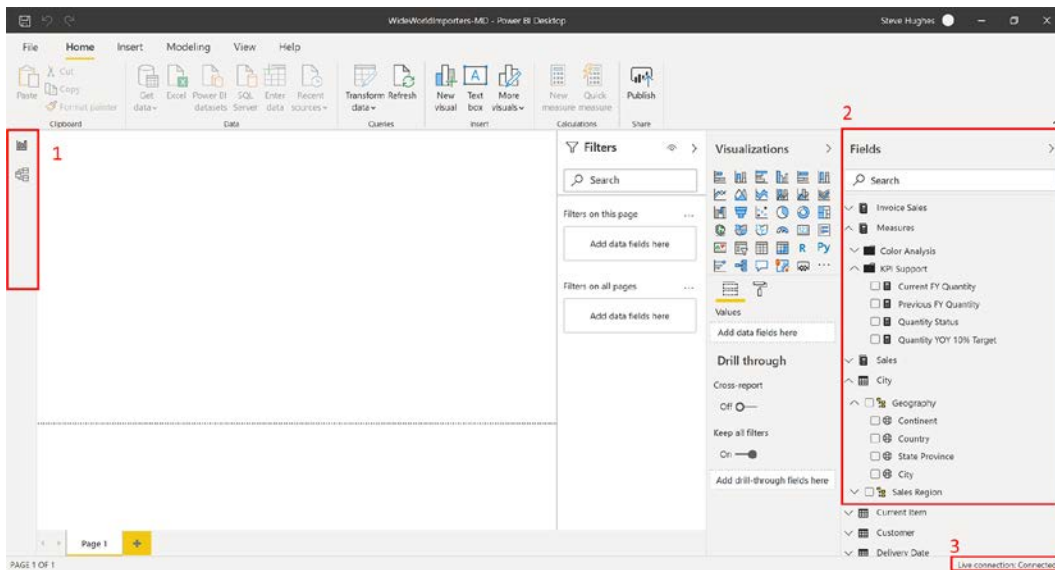 WideWorldImporters-MD - Power BI Desktop
Steve Hughes
File Home Insert Modeling View Help
Paste
Cut
Copy
Format painter
Get data
Excel
Power BI datasets
SQL Server
Enter data
Recent sources
Transform data
Refresh
New visual
Text box
More visuals
New measure
Quick measure
Publish
Clipboard
Data
Queries
Insert
Calculations
Share
1
Filters
Search
Filters on this page
Add data fields here
Filters on all pages
Add data fields here
Visualizations
R Py
Values
Add data fields here
Drill through
Cross-report
Off
Keep all filters
On
Add drill-through fields here
2
Fields
Search
Invoice Sales
Measures
Color Analysis
KPI Support
Current FY Quantity
Previous FY Quantity
Quantity Status
Quantity YOY 10% Target
Sales
City
Geography
Continent
Country
State Province
City
Sales Region
Current Item
Customer
Delivery Date
3
Page 1
PAGE 1 OF 1
Live connection: Connected